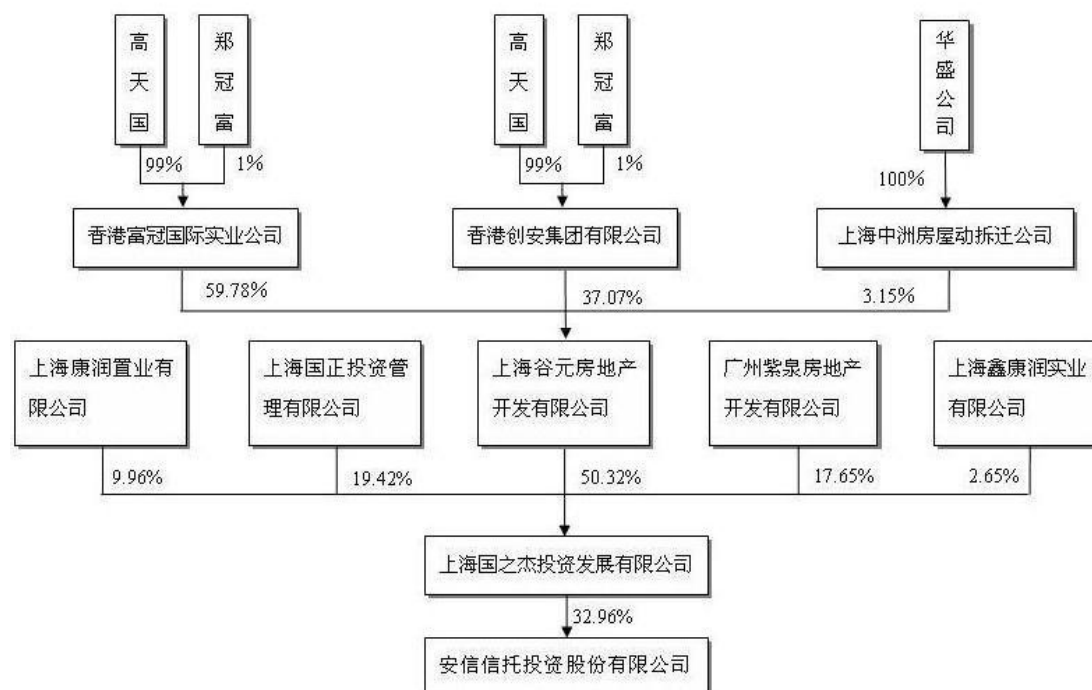 高天国
郑冠富
高天国
郑冠富
华盛公司
99%
1%
99%
1%
100%
香港富冠国际实业公司
香港创安集团有限公司
上海中洲房屋动拆迁公司
59.78%
37.07%
3.15%
上海康润置业有
限公司
上海国正投资管
理有限公司
上海谷元房地产
开发有限公司
广州紫泉房地产
开发有限公司
上海鑫康润实业
有限公司
9.96%
19.42%
50.32%
17.65%
2.65%
上海国之杰投资发展有限公司
32.96%
安信信托投资股份有限公司